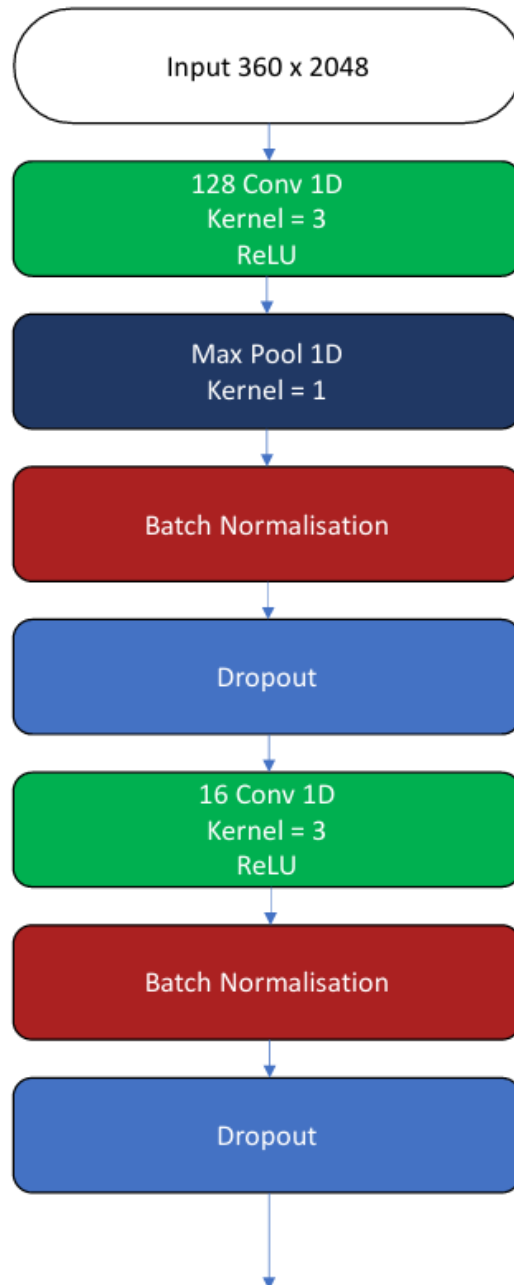 Input 360 x 2048
128 Conv 1D
Kernel = 3
ReLU
Max Pool 1D
Kernel = 1
Batch Normalisation
Dropout
16 Conv 1D
Kernel = 3
ReLU
Batch Normalisation
Dropout